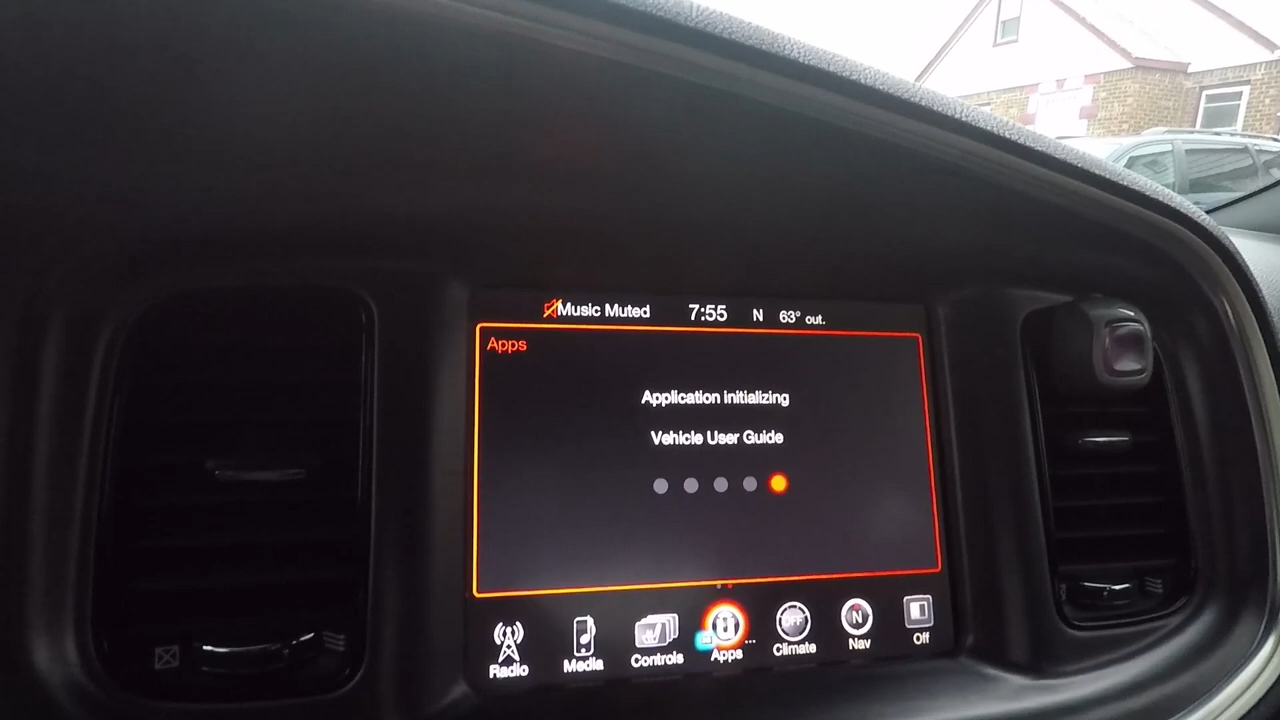 Music Muted 7:55 N 63° out.
Apps
Application initializing
Vehicle User Guide
Radio Media Controls Apps... OFF Climate N Nav Off